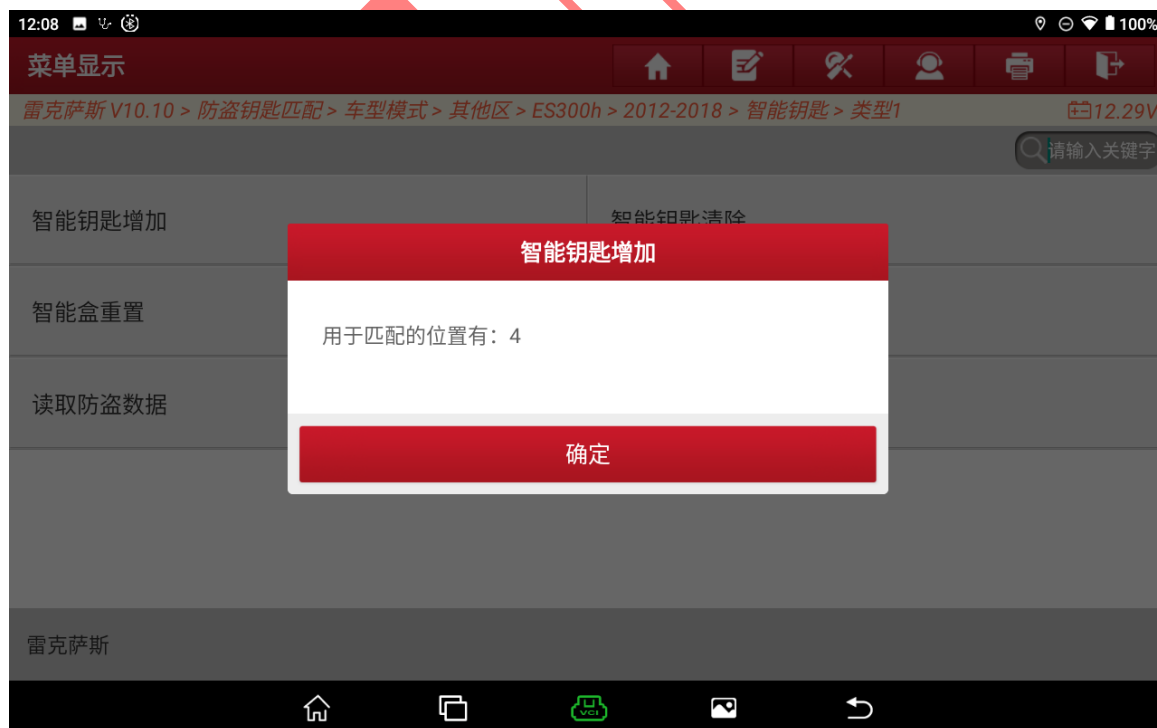 12:08
100%
菜单显示
雷克萨斯 V10.10 > 防盗钥匙匹配 > 车型模式 > 其他区 > ES300h > 2012-2018 > 智能钥匙 > 类型1
12.29V
请输入关键字
智能钥匙增加
智能钥匙清除
智能钥匙增加
智能盒重置
用于匹配的位置有：4
读取防盗数据
确定
雷克萨斯
VCI